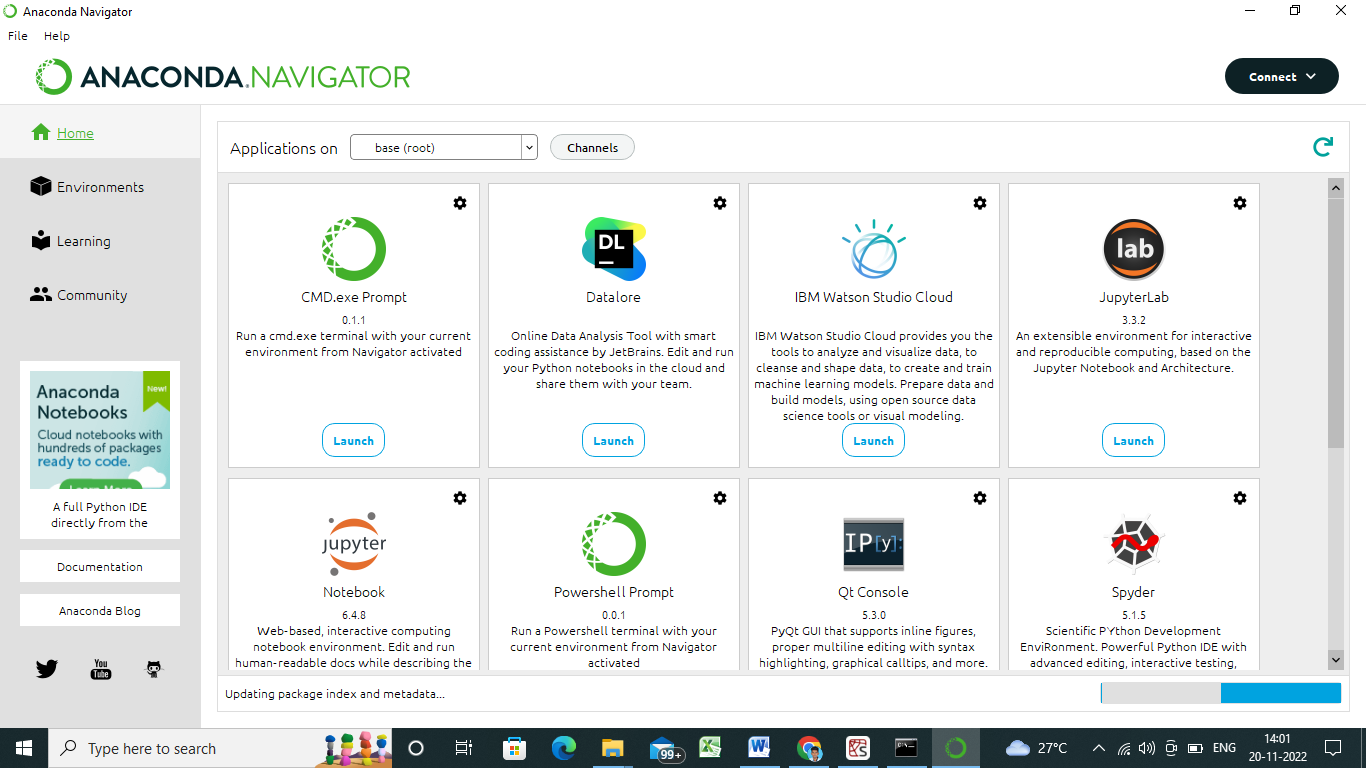 Anaconda Navigator
File Help
ANACONDA.NAVIGATOR
Connect
Home
Environments
Learning
Community
Anaconda
Notebooks
New!
Cloud notebooks with
hundreds of packages
ready to code.
Learn More
A full Python IDE
directly from the
Documentation
Anaconda Blog
You
Tube
Applications on
base (root)
Channels
CMD.exe Prompt
0.1.1
Run a cmd.exe terminal with your current
environment from Navigator activated
Launch
DL
Datalore
Online Data Analysis Tool with smart
coding assistance by JetBrains. Edit and run
your Python notebooks in the cloud and
share them with your team.
Launch
IBM Watson Studio Cloud
IBM Watson Studio Cloud provides you the
tools to analyze and visualize data, to
cleanse and shape data, to create and train
machine learning models. Prepare data and
build models, using open source data
science tools or visual modeling.
Launch
lab
JupyterLab
3.3.2
An extensible environment for interactive
and reproducible computing, based on the
Jupyter Notebook and Architecture.
Launch
jupyter
Notebook
6.4.8
Web-based, interactive computing
notebook environment. Edit and run
human-readable docs while describing the
Powershell Prompt
0.0.1
Run a Powershell terminal with your
current environment from Navigator
activated
IP[y]:
Qt Console
5.3.0
PyQt GUI that supports inline figures,
proper multiline editing with syntax
highlighting, graphical calltips, and more.
Spyder
5.1.5
Scientific PYthon Development
EnviRonment. Powerful Python IDE with
advanced editing, interactive testing,
Updating package index and metadata...
Type here to search
99+
27°C
ENG
14:01
20-11-2022